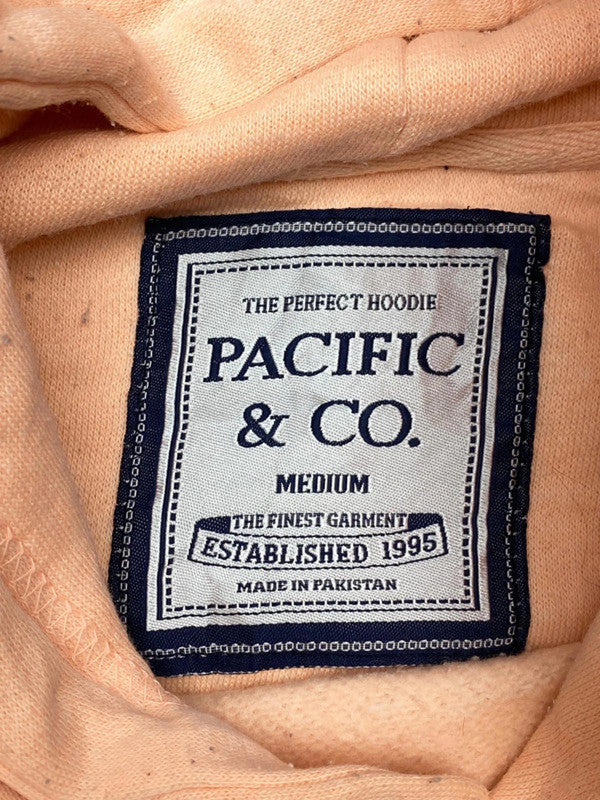 THE PERFECT HOODIE
PACIFIC
& CO.
MEDIUM
THE FINEST GARMENT
ESTABLISHED 1995
MADE IN PAKISTAN